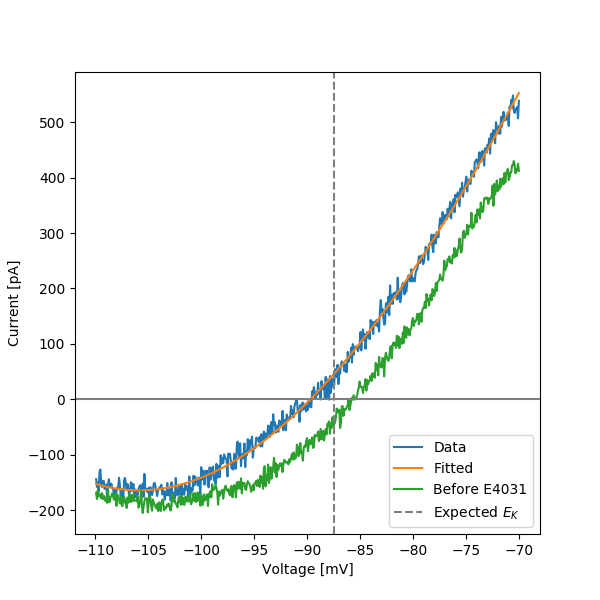 500
400
300
200
100
0
−100
−200
Current [pA]
−110
−105
−100
−95
−90
−85
−80
−75
−70
Voltage [mV]
Data
Fitted
Before E4031
Expected E_K